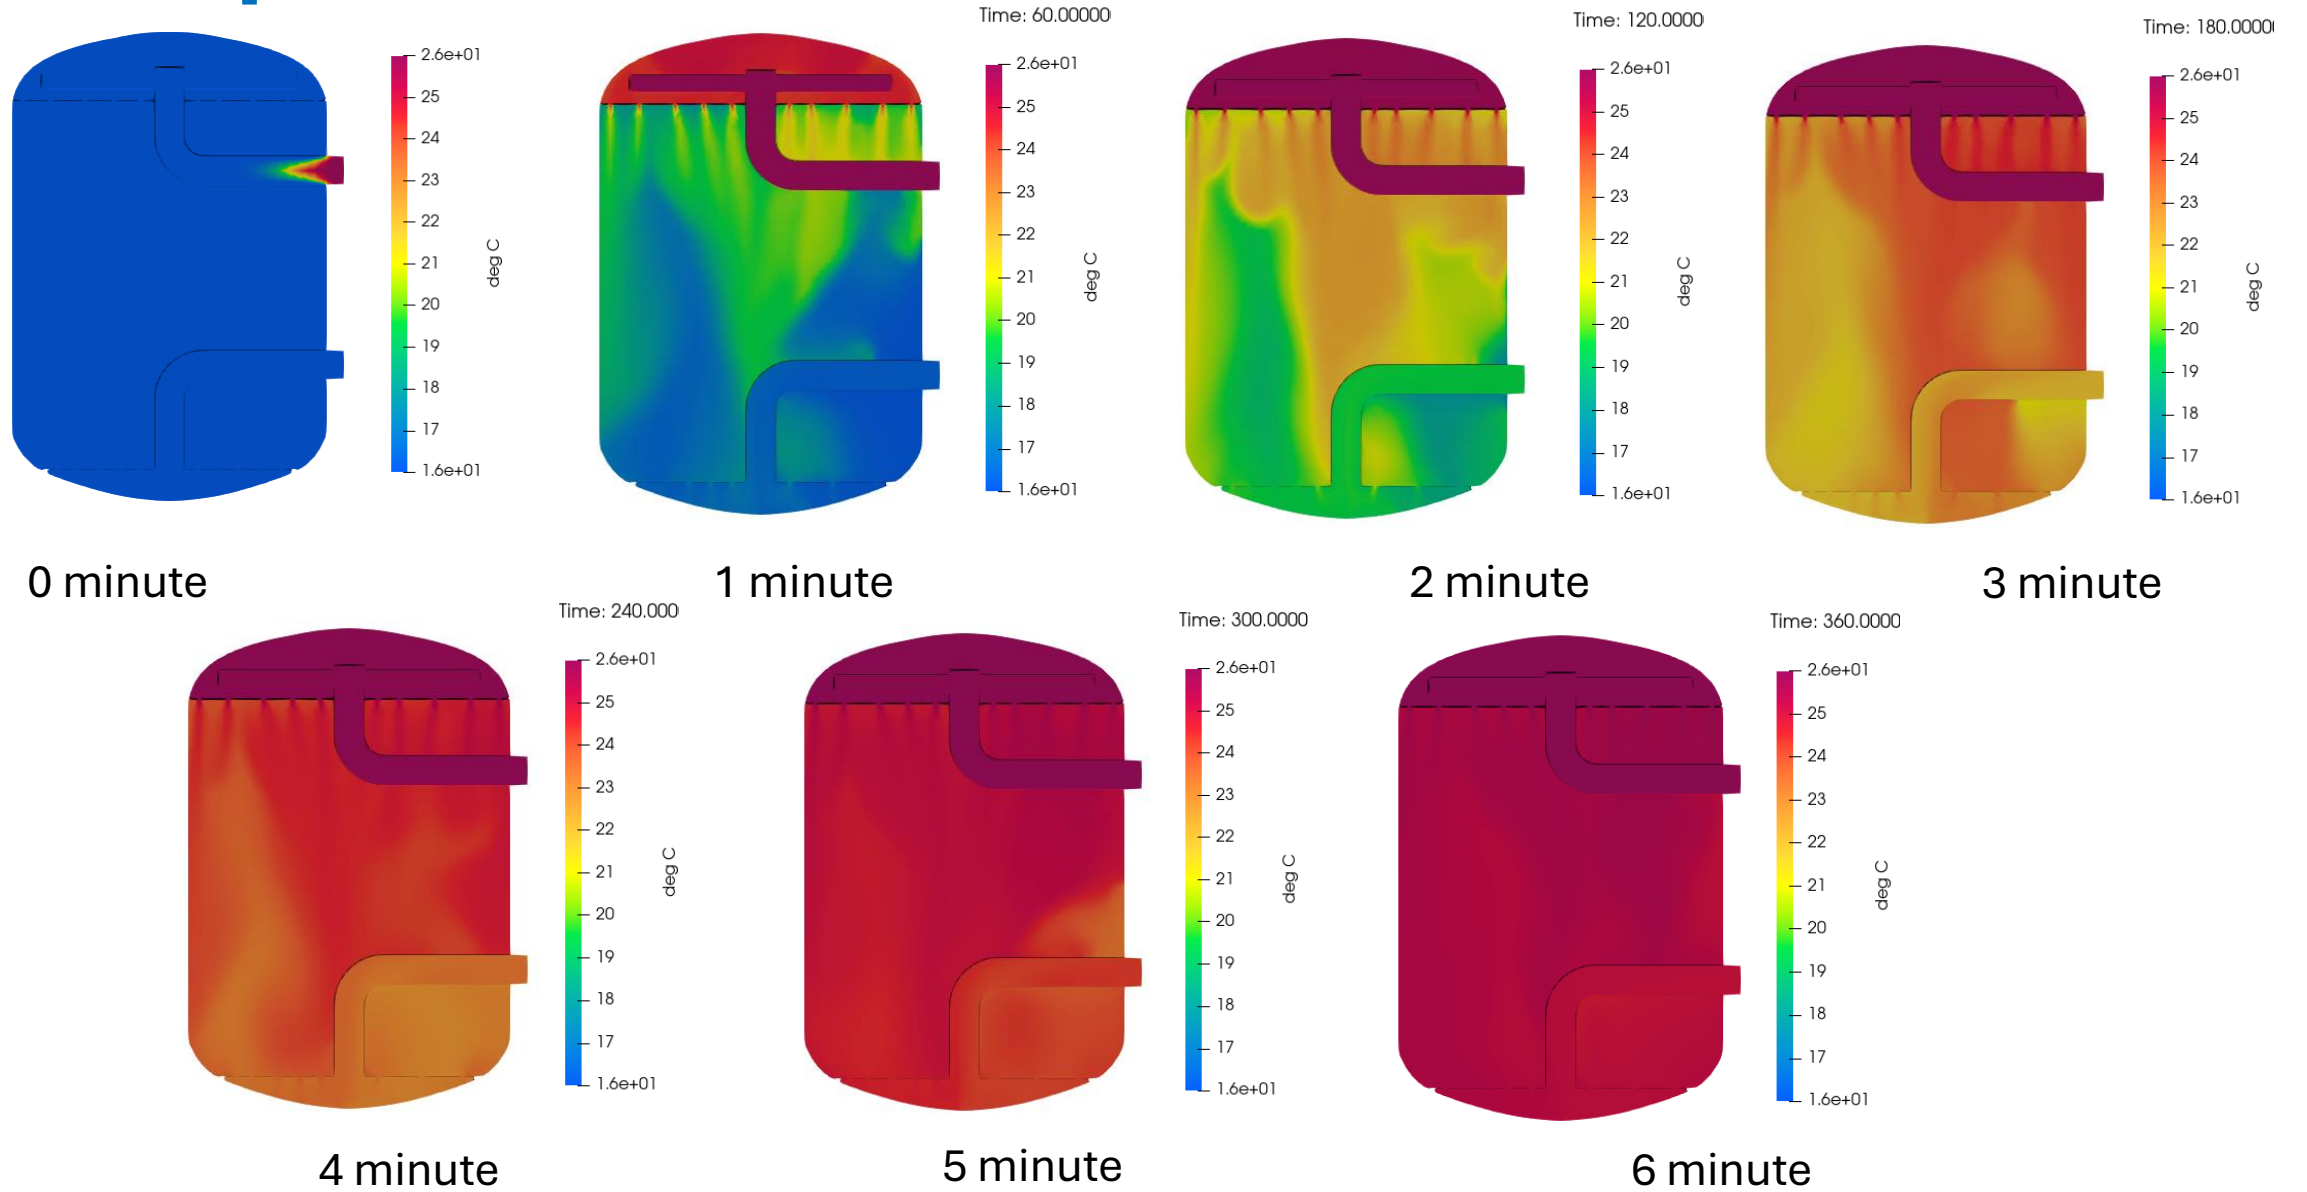 2.6e+01
25
24
23
22
21
20
19
18
17
1.6e+01
deg C
0 minute
Time: 60.00000
2.6e+01
25
24
23
22
21
20
19
18
17
1.6e+01
deg C
1 minute
Time: 120.0000
2.6e+01
25
24
23
22
21
20
19
18
17
1.6e+01
deg C
2 minute
Time: 180.0000
2.6e+01
25
24
23
22
21
20
19
18
17
1.6e+01
deg C
3 minute
Time: 240.000
2.6e+01
25
24
23
22
21
20
19
18
17
1.6e+01
deg C
4 minute
Time: 300.0000
2.6e+01
25
24
23
22
21
20
19
18
17
1.6e+01
deg C
5 minute
Time: 360.0000
2.6e+01
25
24
23
22
21
20
19
18
17
1.6e+01
deg C
6 minute